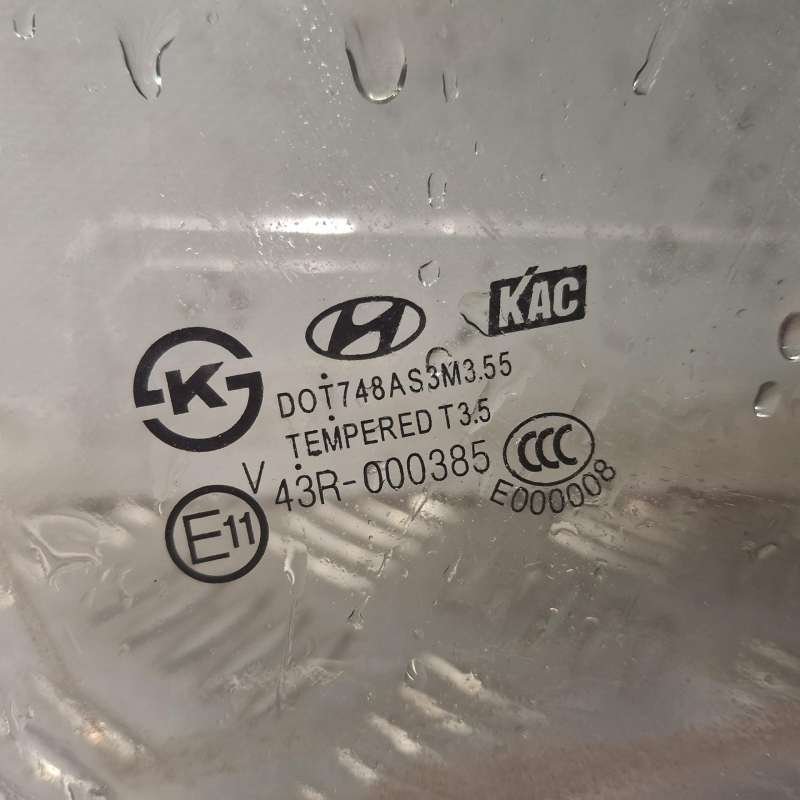 KAC
K
DOT748AS3M3.55
TEMPERED T3.5
V 43R-000385
CCC
E000008
E11